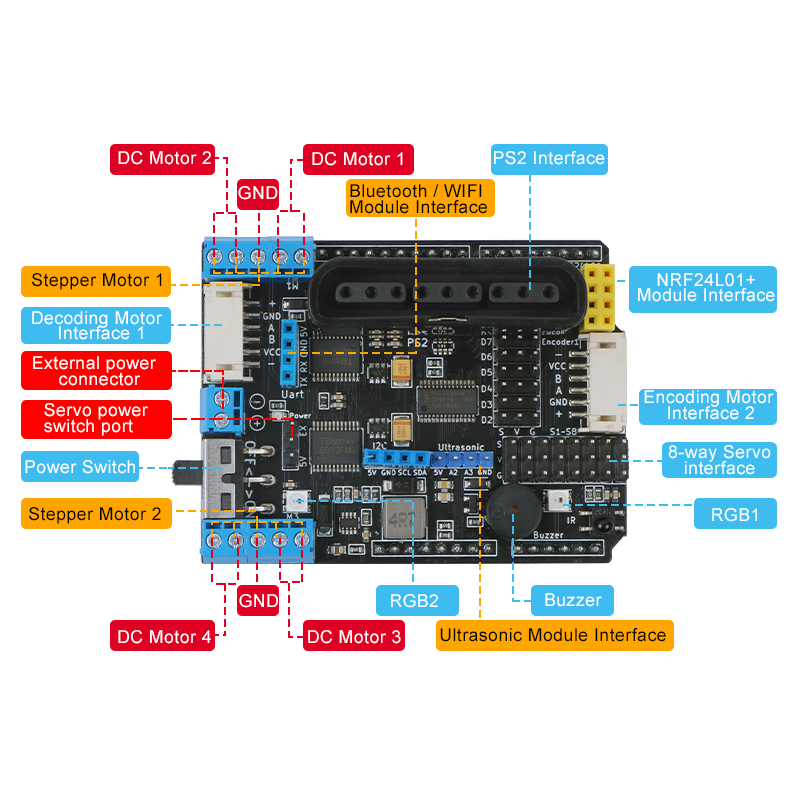 DC Motor 2
DC Motor 1
PS2 Interface
GND
Bluetooth / WIFI
Module Interface
Stepper Motor 1
NRF24L01+
Module Interface
Decoding Motor
Interface 1
External power
connector
Servo power
switch port
Power Switch
Stepper Motor 2
Encoding Motor
Interface 2
8-way Servo
interface
RGB1
GND
RGB2
Buzzer
DC Motor 4
DC Motor 3
Ultrasonic Module Interface
+
GND
A
B
VCC
−
5V
GND
RX
TX
Uart
PS2
Encoder1
D7
D6
D5
D4
D3
D2
−
VCC
B
A
GND
+
S V G S1-S8
Power
EX
5V
Ultrasonic
5V GND SCL SDA
5V A2 A3 GND
OFF
ON
4R7
IR
Buzzer